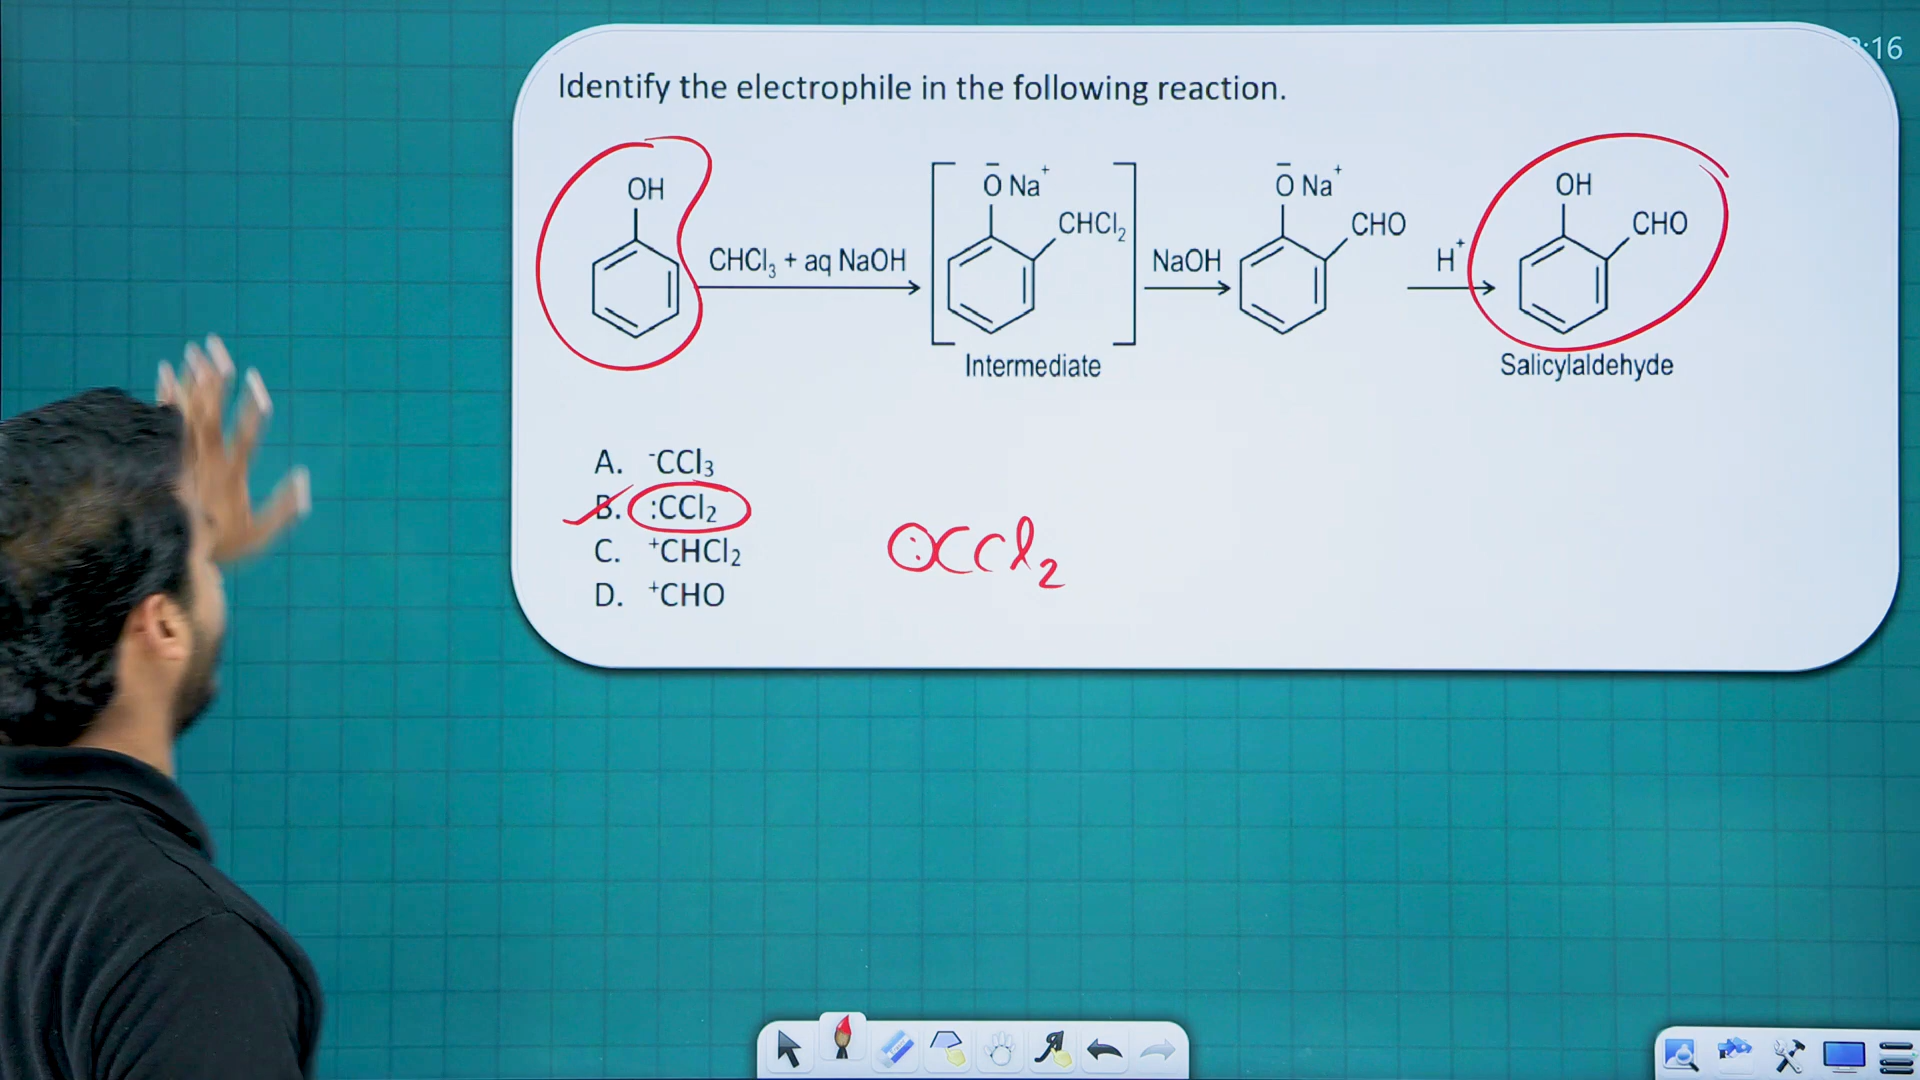 :16
Identify the electrophile in the following reaction.
OH
CHCl₃ + aq NaOH
Ō Na⁺
CHCl₂
Intermediate
NaOH
Ō Na⁺
CHO
H⁺
OH
CHO
Salicylaldehyde
A. ⁻CCl₃
B. :CCl₂
C. ⁺CHCl₂
D. ⁺CHO
:CCl₂